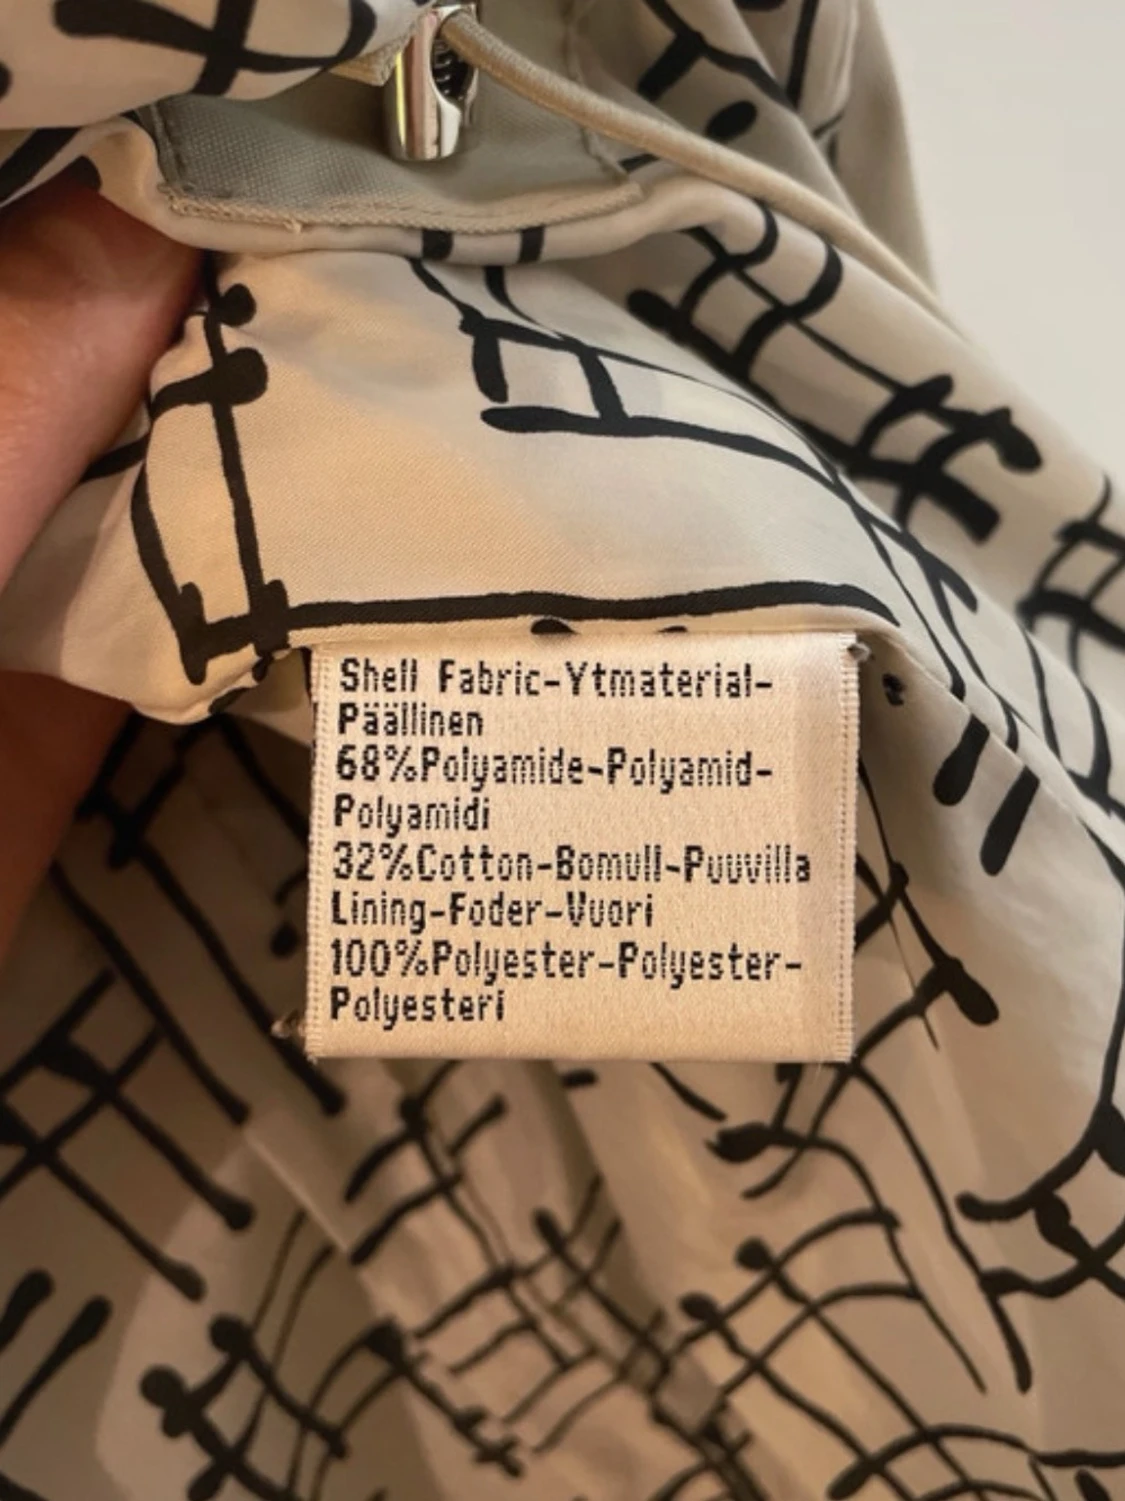 Shell Fabric-Ytmaterial-
Päällinen
68%Polyamide-Polyamid-
Polyamidi
32%Cotton-Bomull-Puuvilla
Lining-Foder-Vuori
100%Polyester-Polyester-
Polyesteri